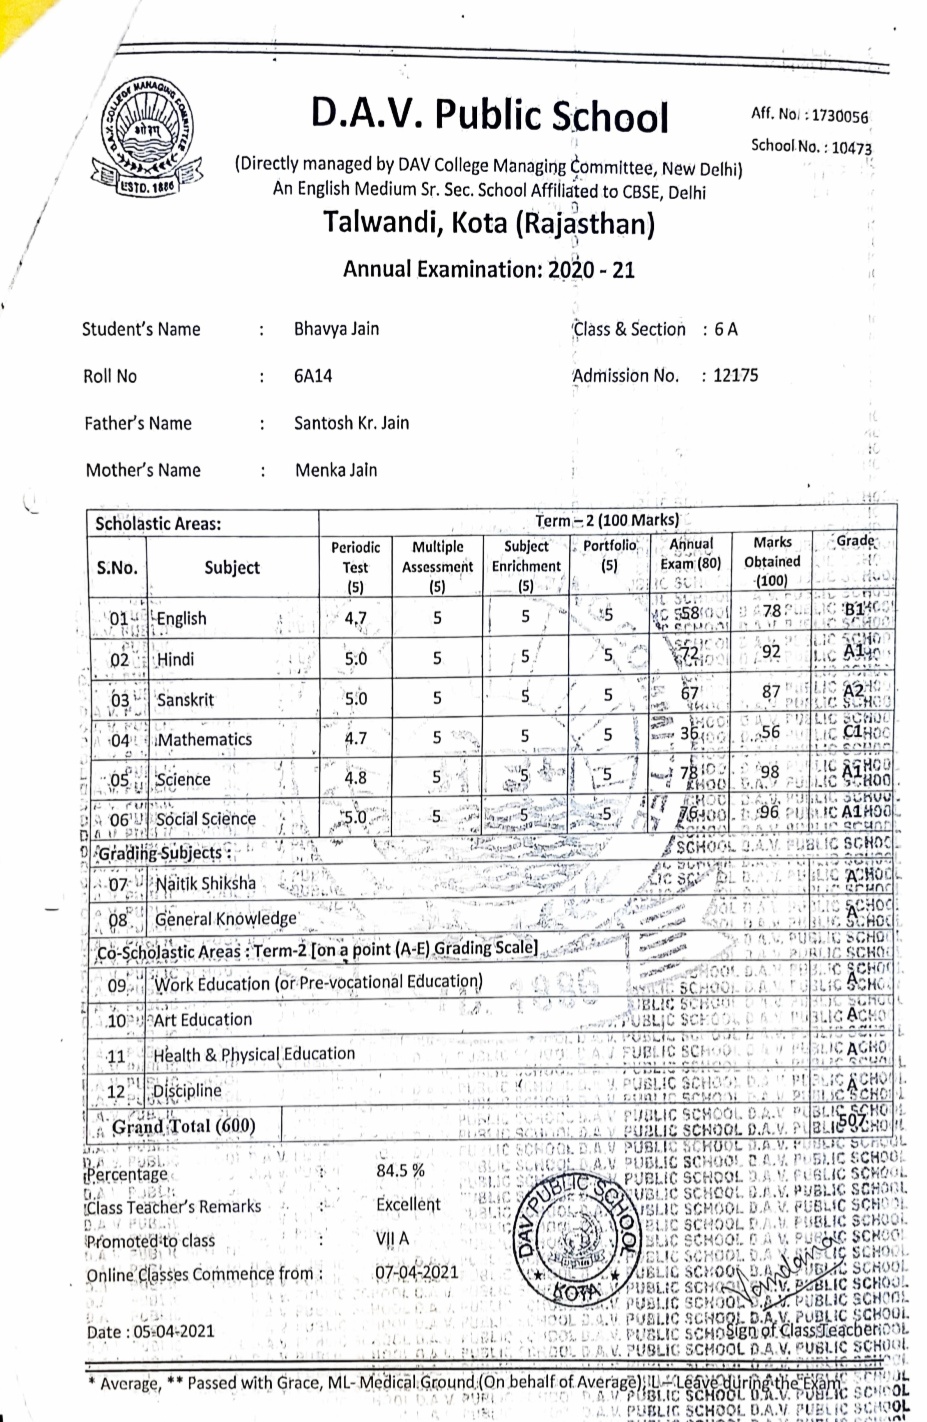 D.A.V. COLLEGE MANAGING COMMITTEE
ओ३म्
ESTD. 1886
D.A.V. Public School
Aff. No. : 1730056
School No. : 10473
(Directly managed by DAV College Managing Committee, New Delhi)
An English Medium Sr. Sec. School Affiliated to CBSE, Delhi
Talwandi, Kota (Rajasthan)
Annual Examination: 2020 - 21
Student's Name : Bhavya Jain Class & Section : 6 A
Roll No : 6A14 Admission No. : 12175
Father's Name : Santosh Kr. Jain
Mother's Name : Menka Jain
Scholastic Areas: Term – 2 (100 Marks)
S.No. Subject Periodic Test (5) Multiple Assessment (5) Subject Enrichment (5) Portfolio (5) Annual Exam (80) Marks Obtained (100) Grade
01 English 4.7 5 5 5 58 78 B1
02 Hindi 5.0 5 5 5 72 92 A1
03 Sanskrit 5.0 5 5 5 67 87 A2
04 Mathematics 4.7 5 5 5 36 56 C1
05 Science 4.8 5 5 5 78 98 A1
06 Social Science 5.0 5 5 5 76 96 A1
Grading Subjects :
07 Naitik Shiksha A
08 General Knowledge A
Co-Scholastic Areas : Term-2 [on a point (A-E) Grading Scale]
09 Work Education (or Pre-vocational Education) A
10 Art Education A
11 Health & Physical Education A
12 Discipline A
Grand Total (600) 507
Percentage : 84.5 %
Class Teacher's Remarks : Excellent
Promoted to class : VII A
Online Classes Commence from : 07-04-2021
DAV PUBLIC SCHOOL
KOTA
Date : 05-04-2021
Sign of Class Teacher
* Average, ** Passed with Grace, ML- Medical Ground (On behalf of Average), L – Leave during the Exam